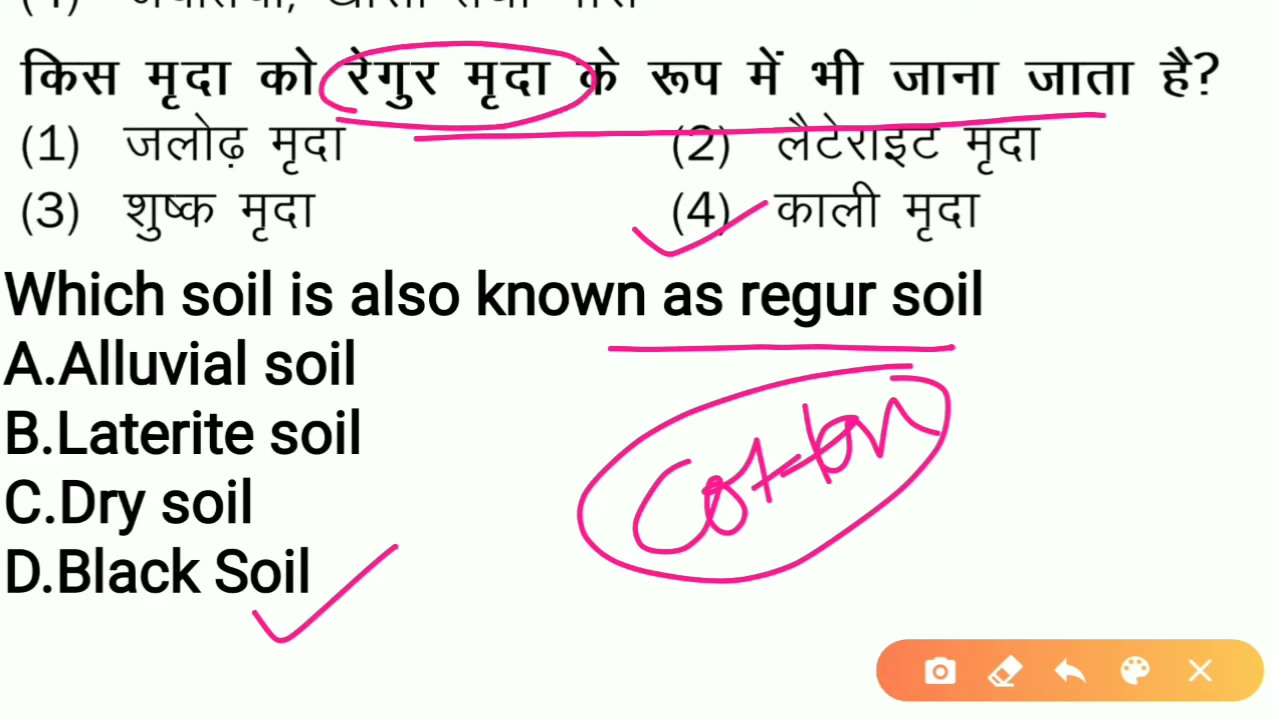 किस मृदा को रेगुर मृदा के रूप में भी जाना जाता है?
(1) जलोढ़ मृदा (2) लैटेराइट मृदा
(3) शुष्क मृदा (4) काली मृदा
Which soil is also known as regur soil
A.Alluvial soil
B.Laterite soil
Cotton
C.Dry soil
D.Black Soil